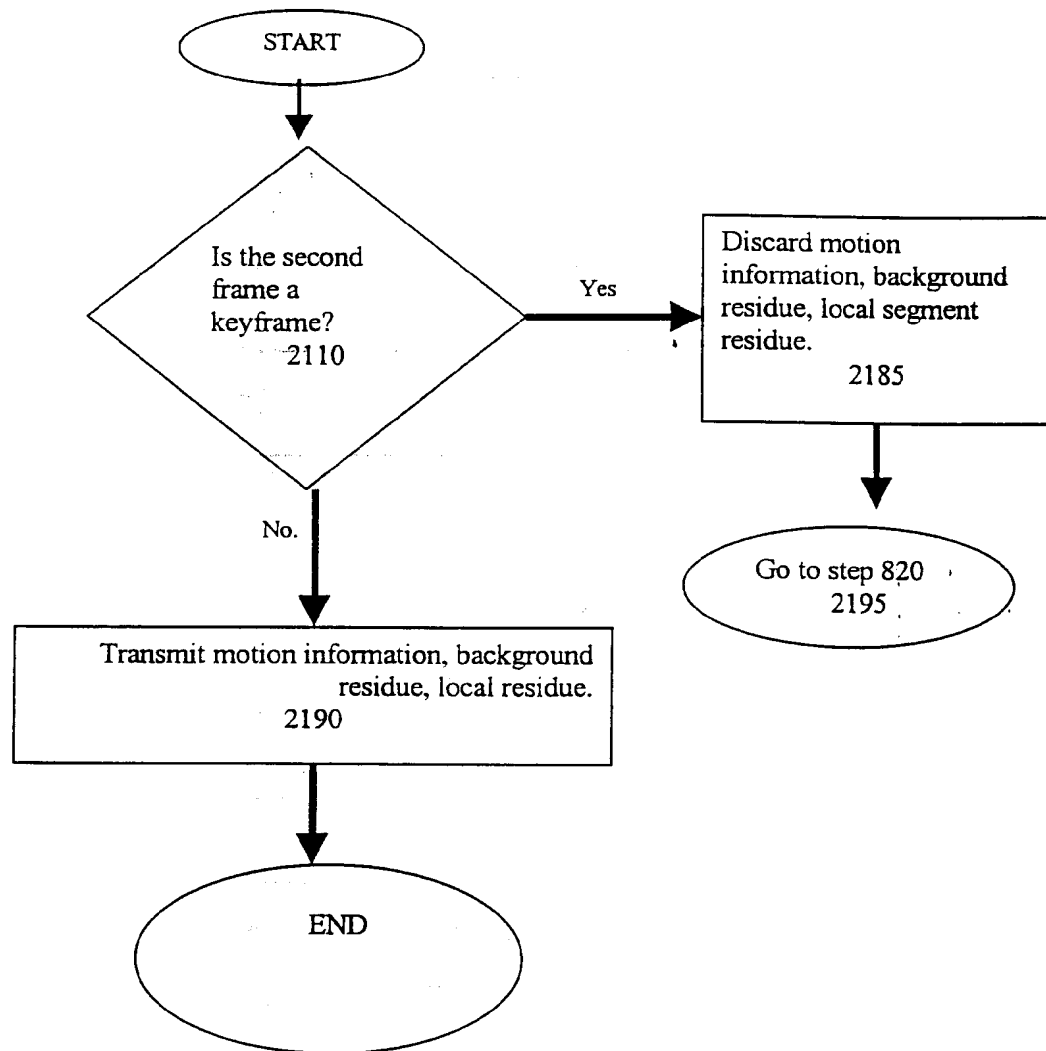 START
Is the second
frame a
keyframe?
2110
Yes
Discard motion
information, background
residue, local segment
residue.
2185
Go to step 820
2195
No.
Transmit motion information, background
residue, local residue.
2190
END